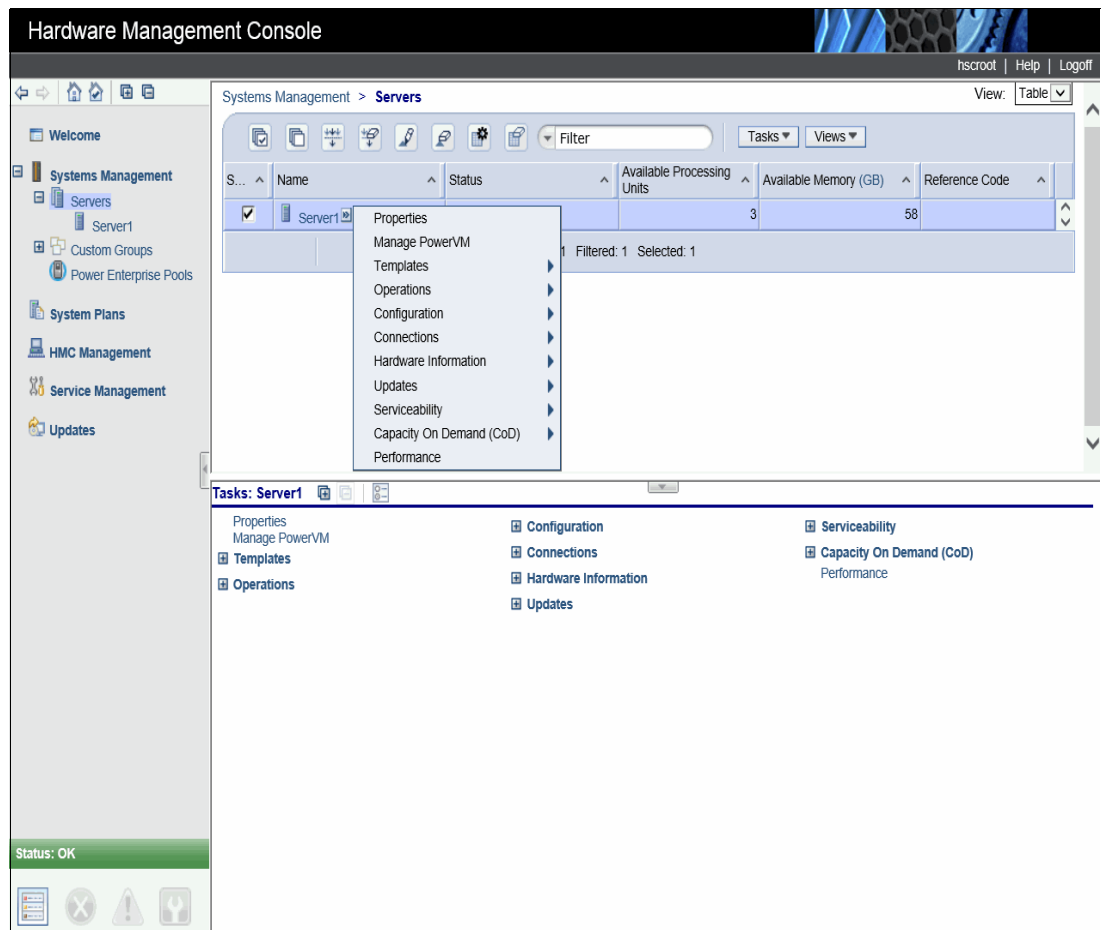 Hardware Management Console
hscroot | Help | Logoff
Systems Management > Servers
View: Table
Welcome
Systems Management
Servers
Server1
Custom Groups
Power Enterprise Pools
System Plans
HMC Management
Service Management
Updates
Filter
Tasks
Views
S... Name Status Available Processing Units Available Memory (GB) Reference Code
Server1 3 58
1 Filtered: 1 Selected: 1
Properties
Manage PowerVM
Templates
Operations
Configuration
Connections
Hardware Information
Updates
Serviceability
Capacity On Demand (CoD)
Performance
Tasks: Server1
Properties
Manage PowerVM
Templates
Operations
Configuration
Connections
Hardware Information
Updates
Serviceability
Capacity On Demand (CoD)
Performance
Status: OK